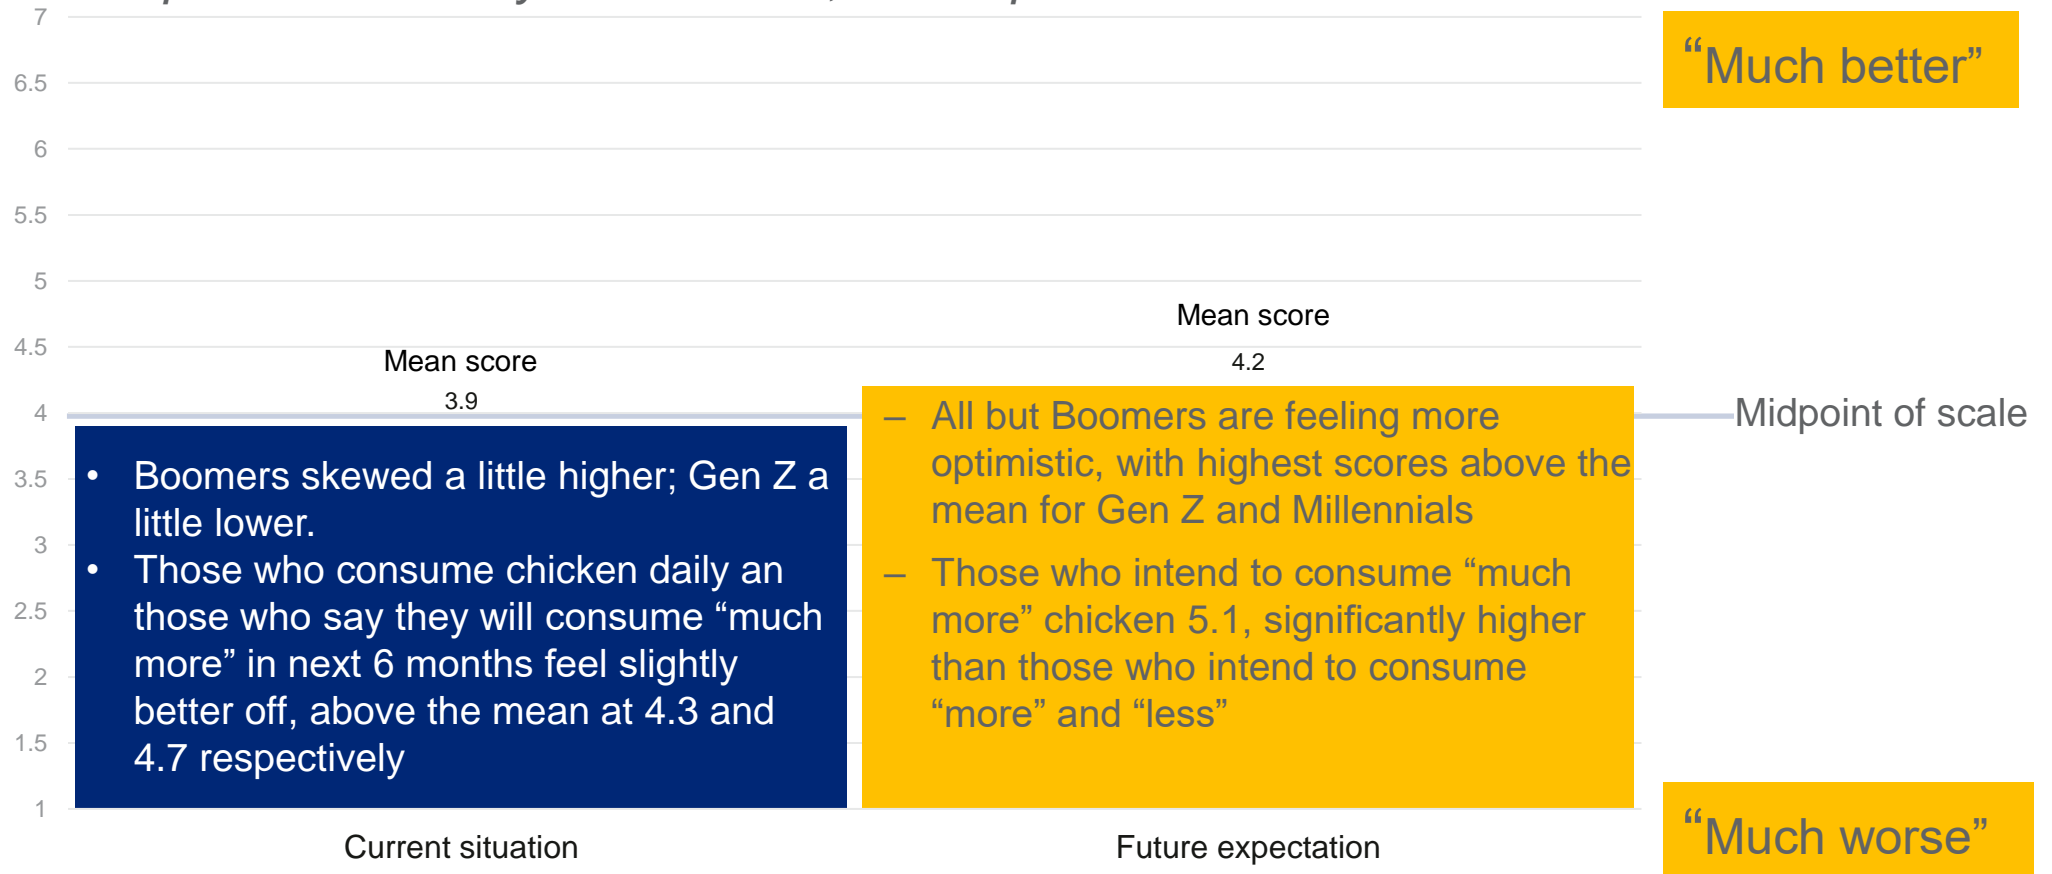 7
6.5
6
5.5
5
4.5
4
3.5
3
2.5
2
1.5
1
“Much better”
Mean score
4.2
Mean score
3.9
Midpoint of scale
• Boomers skewed a little higher; Gen Z a
little lower.
• Those who consume chicken daily an
those who say they will consume “much
more” in next 6 months feel slightly
better off, above the mean at 4.3 and
4.7 respectively
– All but Boomers are feeling more
optimistic, with highest scores above the
mean for Gen Z and Millennials
– Those who intend to consume “much
more” chicken 5.1, significantly higher
than those who intend to consume
“more” and “less”
Current situation
Future expectation
“Much worse”